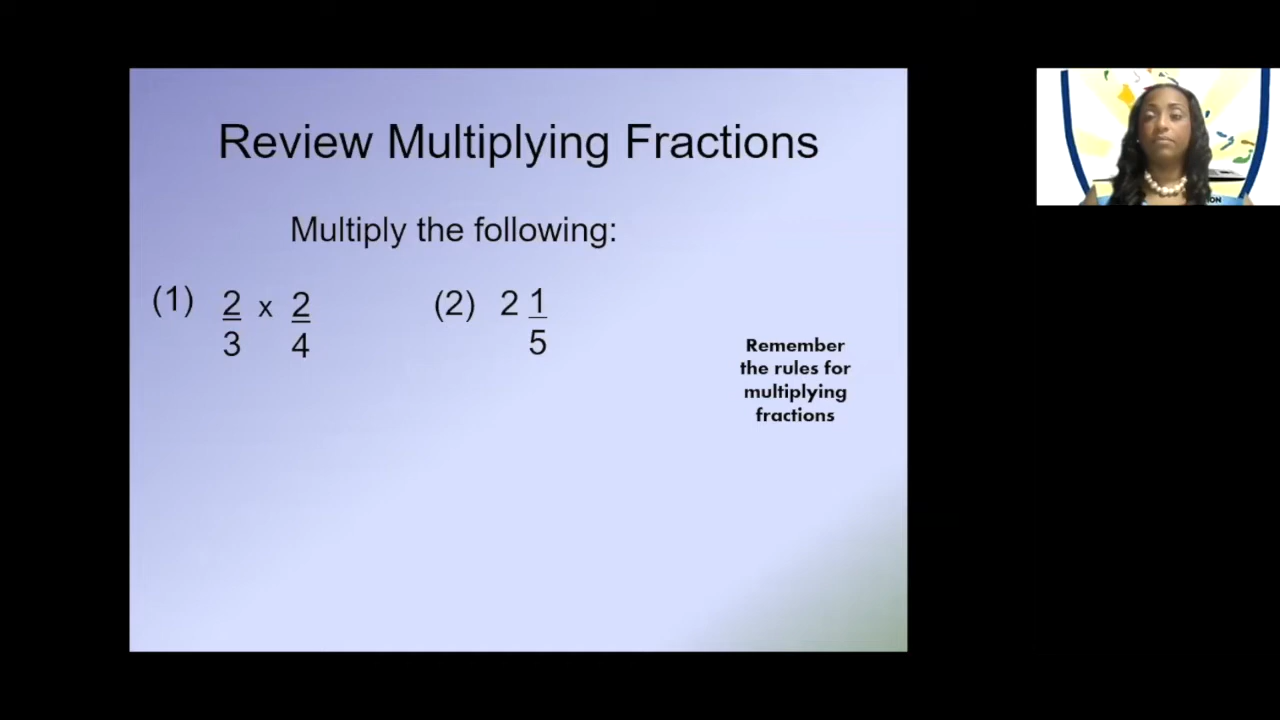 Review Multiplying Fractions
Multiply the following:
(1) 2/3 x 2/4 (2) 2 1/5
Remember
the rules for
multiplying
fractions